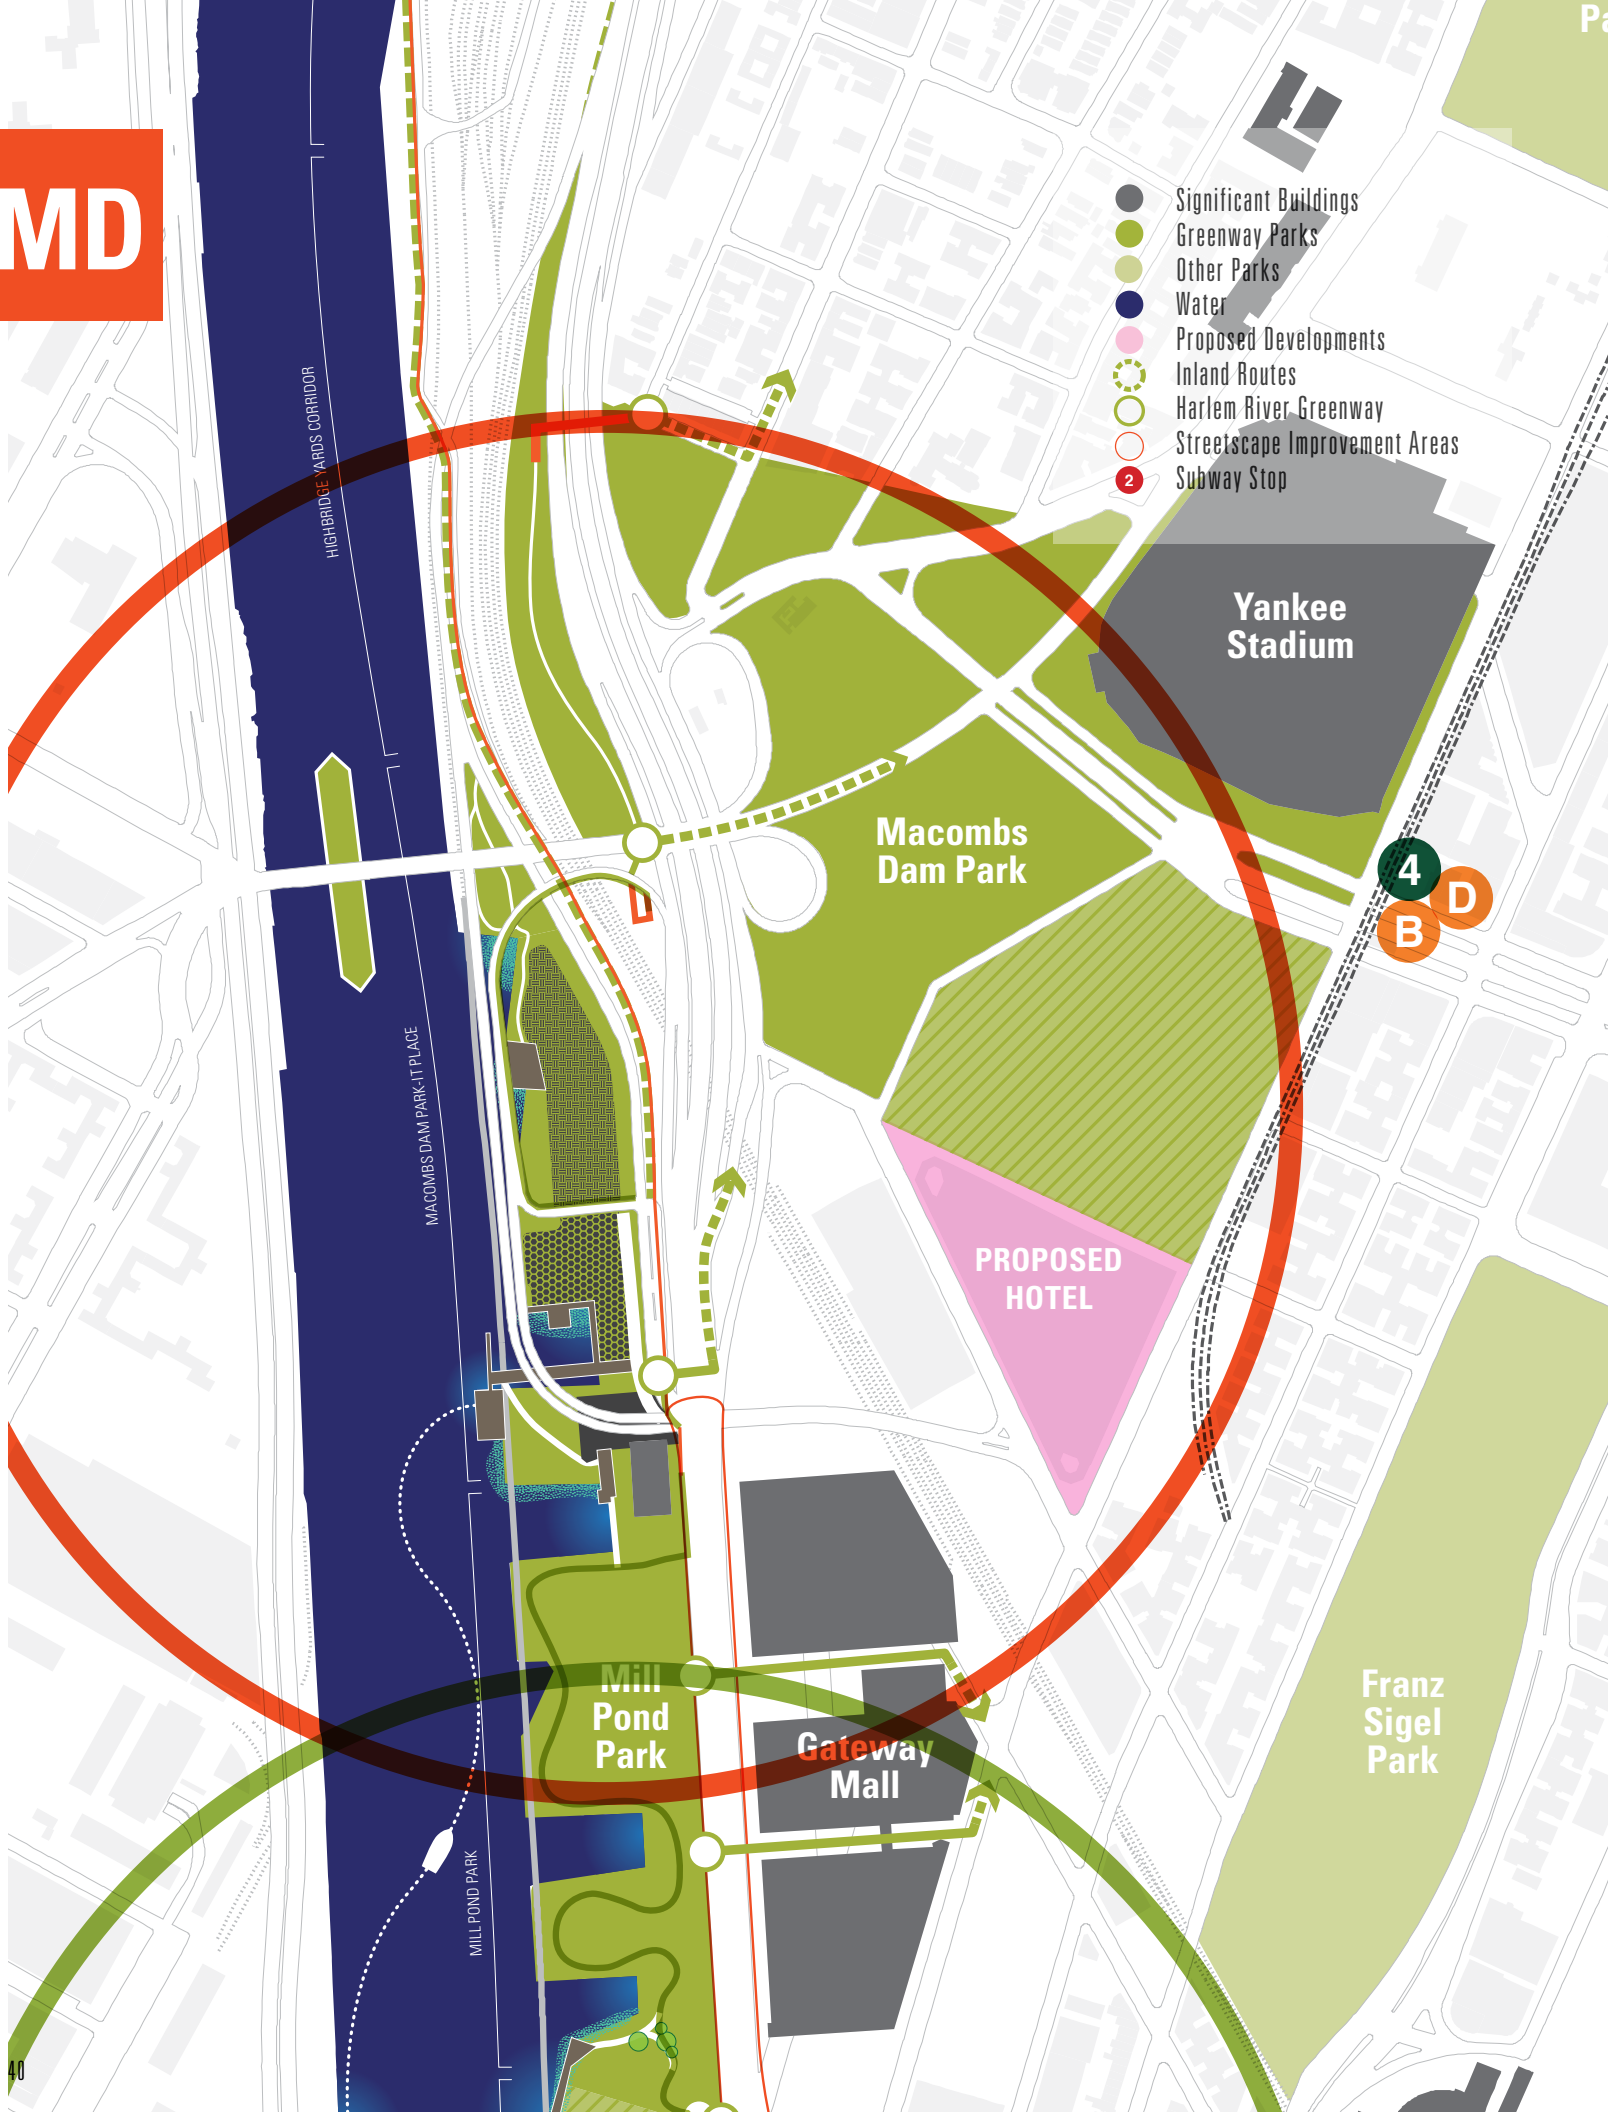 Pa
MD
Significant Buildings
Greenway Parks
Other Parks
Water
Proposed Developments
Inland Routes
Harlem River Greenway
Streetscape Improvement Areas
2
Subway Stop
HIGHBRIDGE YARDS CORRIDOR
Yankee
Stadium
Macombs
Dam Park
4
D
B
MACOMBS DAM PARK-IT PLACE
PROPOSED
HOTEL
Mill
Pond
Park
Gateway
Mall
Franz
Sigel
Park
MILL POND PARK
40